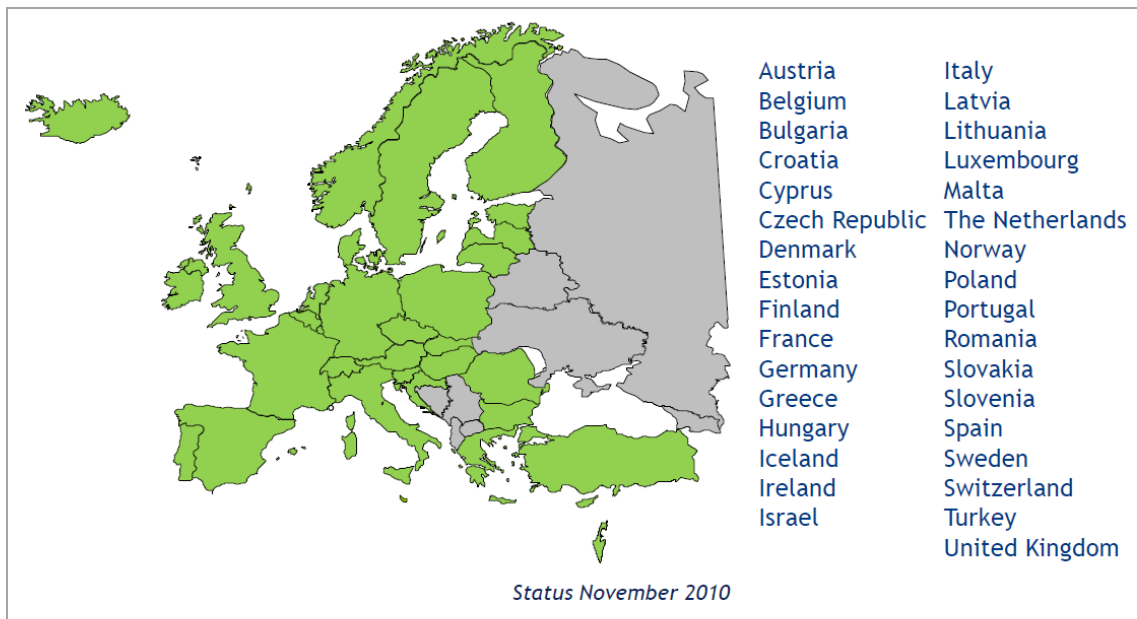 Austria
Belgium
Bulgaria
Croatia
Cyprus
Czech Republic
Denmark
Estonia
Finland
France
Germany
Greece
Hungary
Iceland
Ireland
Israel
Italy
Latvia
Lithuania
Luxembourg
Malta
The Netherlands
Norway
Poland
Portugal
Romania
Slovakia
Slovenia
Spain
Sweden
Switzerland
Turkey
United Kingdom
Status November 2010